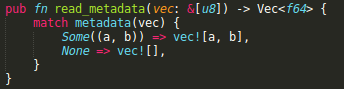 pub fn read_metadata(vec: &[u8]) -> Vec<f64> {
    match metadata(vec) {
        Some((a, b)) => vec![a, b],
        None => vec![],
    }
}